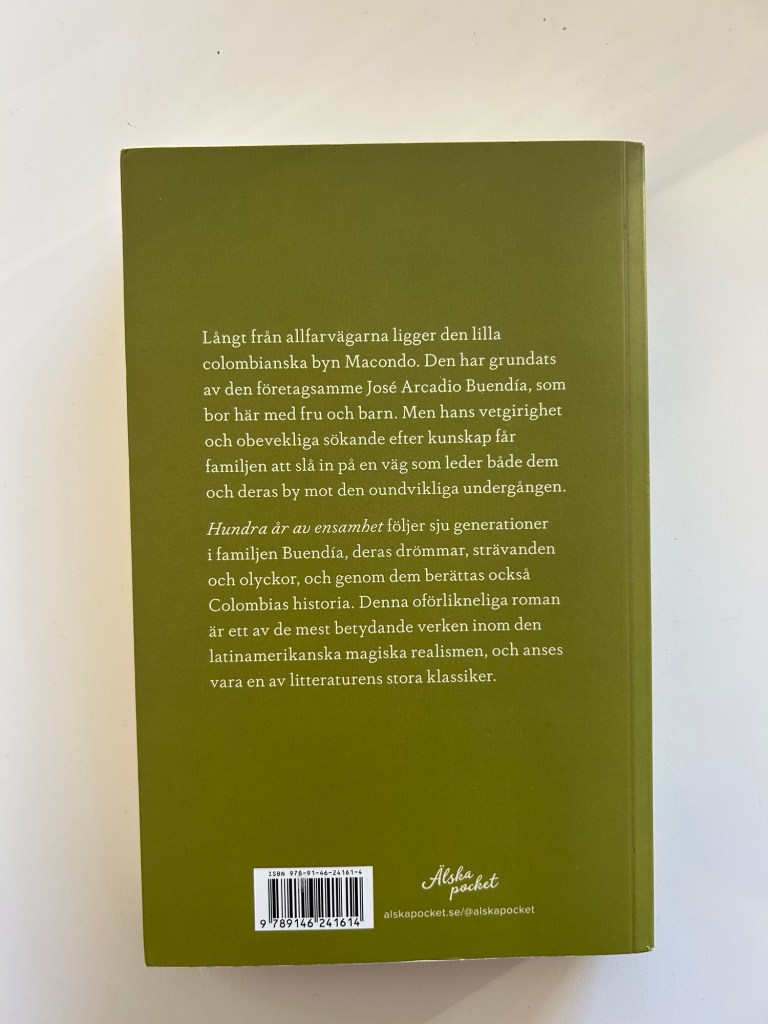 Långt från allfarvägarna ligger den lilla
colombianska byn Macondo. Den har grundats
av den företagsamme José Arcadio Buendía, som
bor här med fru och barn. Men hans vetgirighet
och obevekliga sökande efter kunskap får
familjen att slå in på en väg som leder både dem
och deras by mot den oundvikliga undergången.
Hundra år av ensamhet följer sju generationer
i familjen Buendía, deras drömmar, strävanden
och olyckor, och genom dem berättas också
Colombias historia. Denna oförlikneliga roman
är ett av de mest betydande verken inom den
latinamerikanska magiska realismen, och anses
vara en av litteraturens stora klassiker.
ISBN 978-91-46-24161-4
9 789146 241614
Älska
pocket
alskapocket.se/@alskapocket